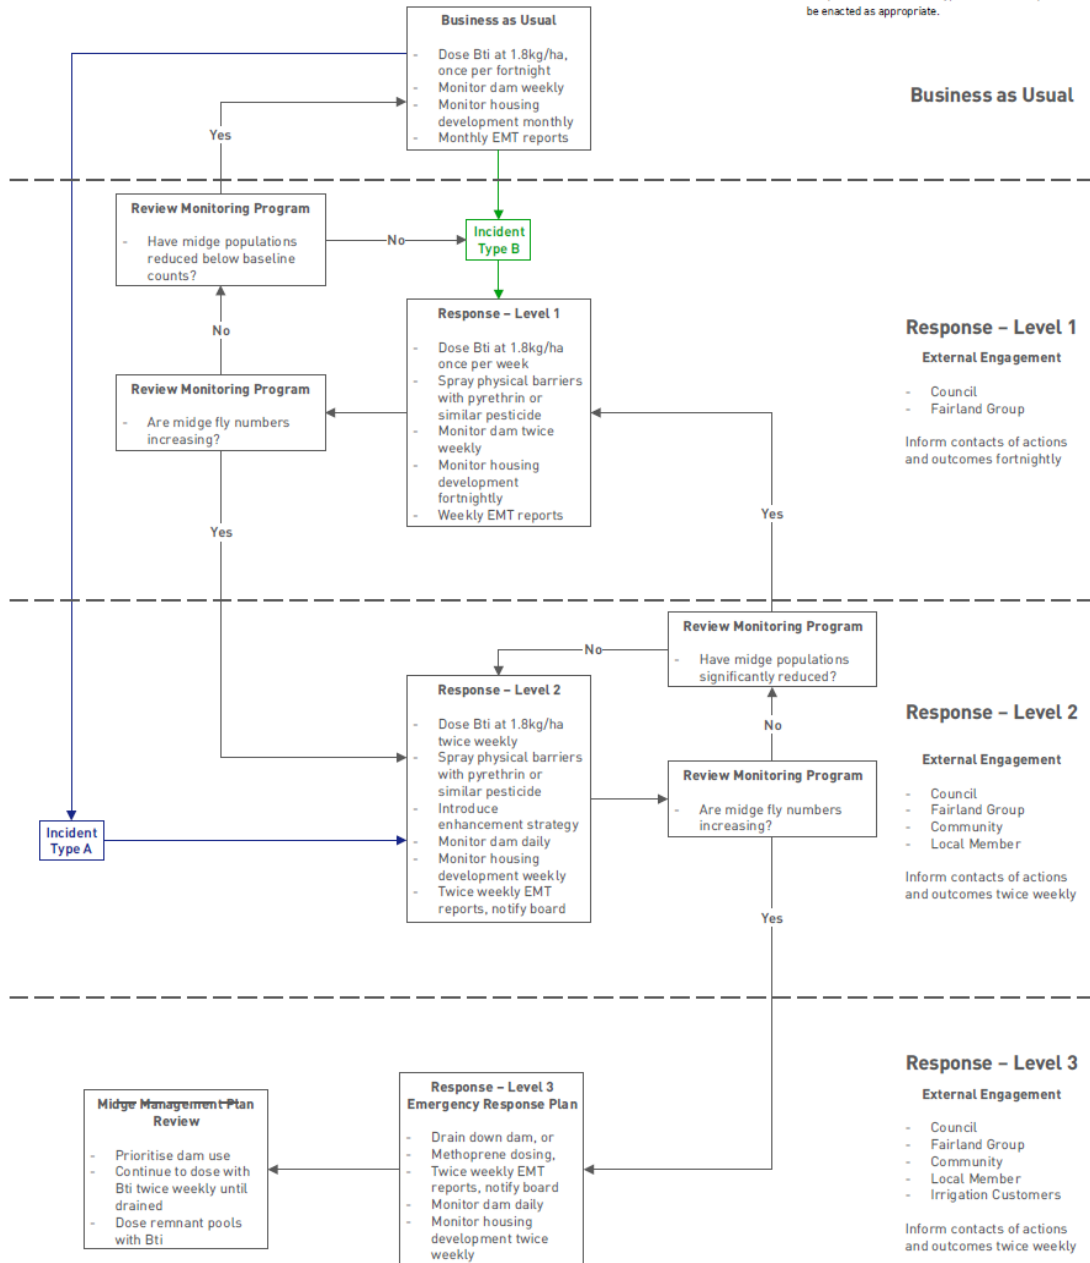 be enacted as appropriate.
Business as Usual
- Dose Bti at 1.8kg/ha,
once per fortnight
- Monitor dam weekly
- Monitor housing
development monthly
- Monthly EMT reports
Business as Usual
Yes
Review Monitoring Program
- Have midge populations
reduced below baseline
counts?
No
Incident
Type B
No
Response – Level 1
- Dose Bti at 1.8kg/ha
once per week
- Spray physical barriers
with pyrethrin or
similar pesticide
- Monitor dam twice
weekly
- Monitor housing
development
fortnightly
- Weekly EMT reports
Response – Level 1
External Engagement
- Council
- Fairland Group
Inform contacts of actions
and outcomes fortnightly
Review Monitoring Program
- Are midge fly numbers
increasing?
Yes
Yes
Review Monitoring Program
- Have midge populations
significantly reduced?
No
Response – Level 2
- Dose Bti at 1.8kg/ha
twice weekly
- Spray physical barriers
with pyrethrin or
similar pesticide
- Introduce
enhancement strategy
- Monitor dam daily
- Monitor housing
development weekly
- Twice weekly EMT
reports, notify board
No
Review Monitoring Program
- Are midge fly numbers
increasing?
Response – Level 2
External Engagement
- Council
- Fairland Group
- Community
- Local Member
Inform contacts of actions
and outcomes twice weekly
Incident
Type A
Yes
Midge Management Plan
Review
- Prioritise dam use
- Continue to dose with
Bti twice weekly until
drained
- Dose remnant pools
with Bti
Response – Level 3
Emergency Response Plan
- Drain down dam, or
- Methoprene dosing,
- Twice weekly EMT
reports, notify board
- Monitor dam daily
- Monitor housing
development twice
weekly
Response – Level 3
External Engagement
- Council
- Fairland Group
- Community
- Local Member
- Irrigation Customers
Inform contacts of actions
and outcomes twice weekly